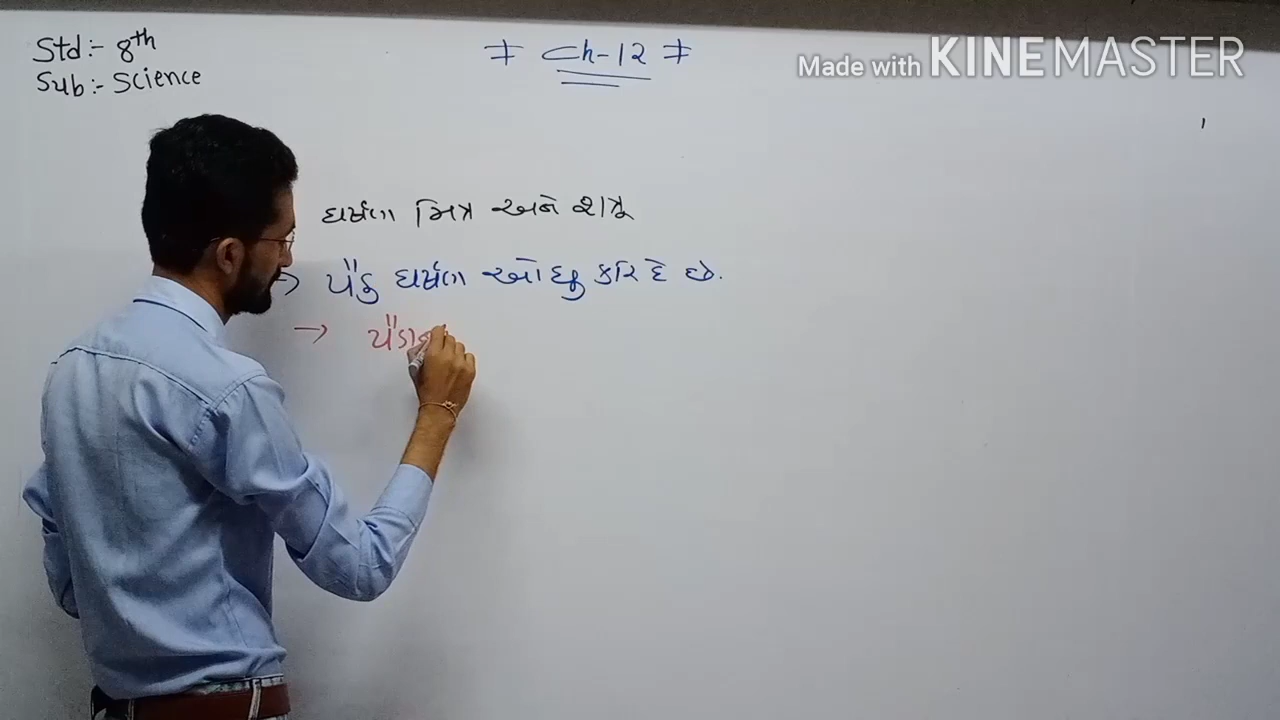 Std:- 8th
Sub:- Science
Ch-12
Made with KINEMASTER
ઘર્ષણ મિત્ર અને શત્રૂ
→ પૈડુ ઘર્ષણ ઓછુ કરિ દે છે.
→